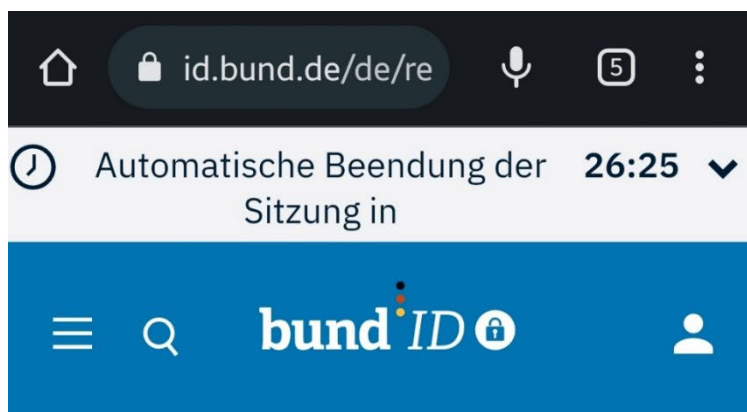 id.bund.de/de/re
5
Automatische Beendung der
26:25
Sitzung in
bund ID